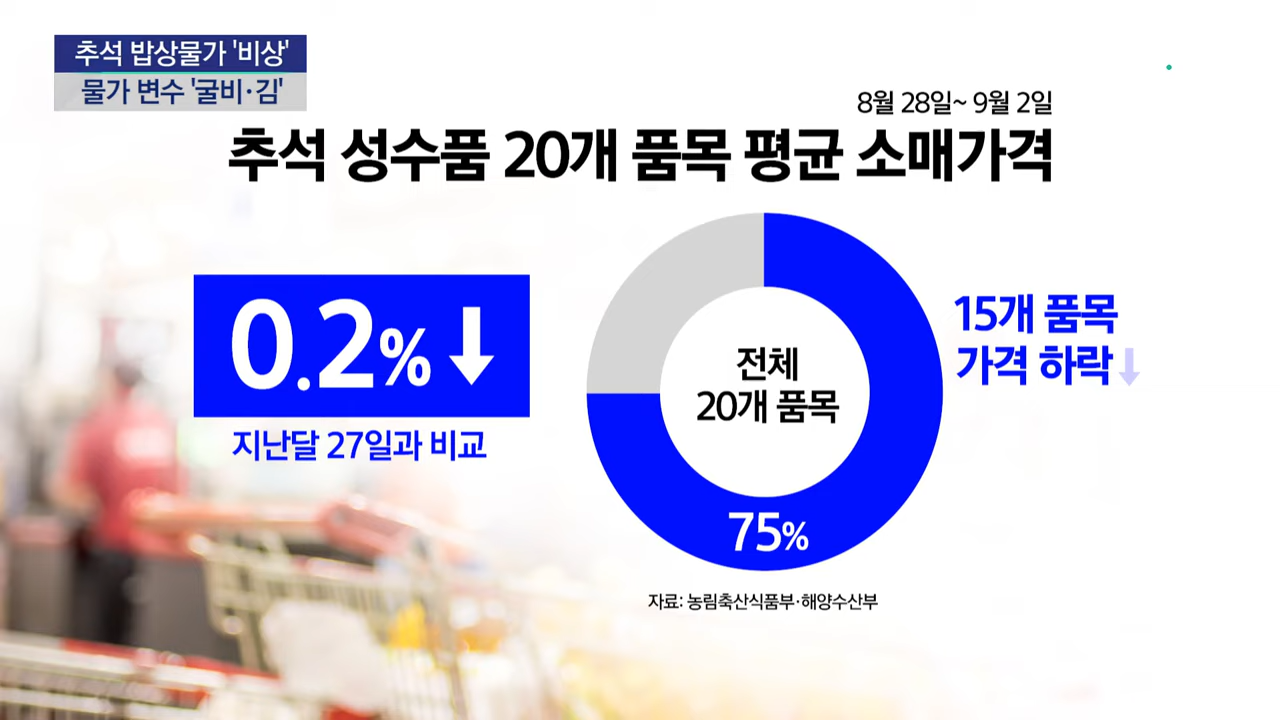 추석 밥상물가 '비상'
물가 변수 '굴비·김'
8월 28일~ 9월 2일
추석 성수품 20개 품목 평균 소매가격
0.2%
지난달 27일과 비교
전체
20개 품목
15개 품목
가격 하락
75%
자료: 농림축산식품부·해양수산부